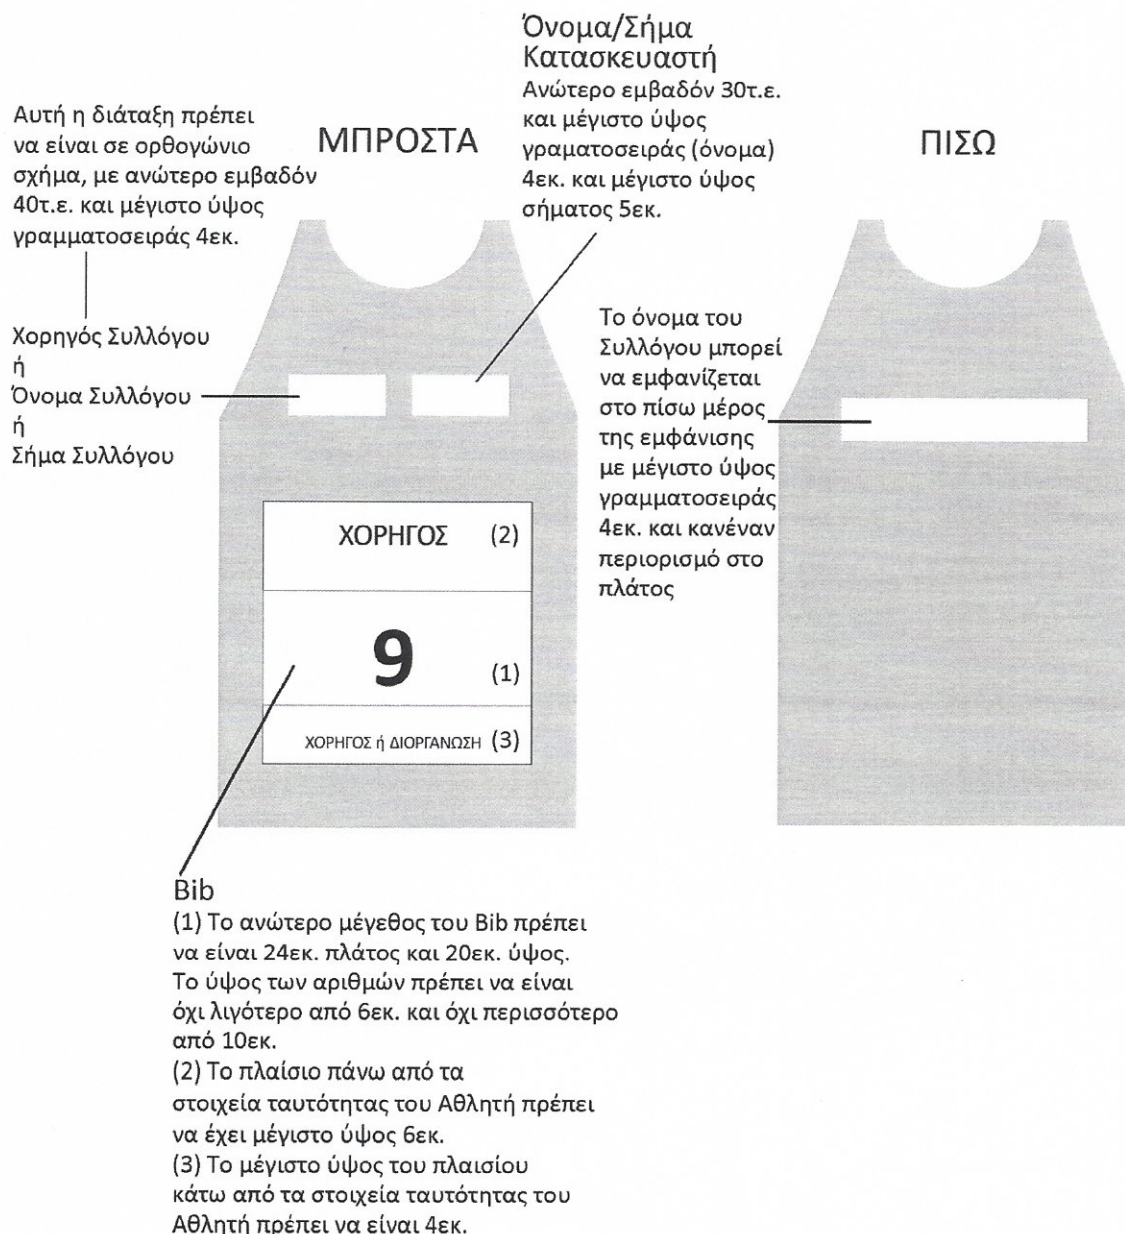 Όνομα/Σήμα
Κατασκευαστή
Ανώτερο εμβαδόν 30τ.ε.
και μέγιστο ύψος
γραματοσειράς (όνομα)
4εκ. και μέγιστο ύψος
σήματος 5εκ.
Αυτή η διάταξη πρέπει
να είναι σε ορθογώνιο
σχήμα, με ανώτερο εμβαδόν
40τ.ε. και μέγιστο ύψος
γραμματοσειράς 4εκ.
ΜΠΡΟΣΤΑ
ΠΙΣΩ
Χορηγός Συλλόγου
ή
Όνομα Συλλόγου
ή
Σήμα Συλλόγου
Το όνομα του
Συλλόγου μπορεί
να εμφανίζεται
στο πίσω μέρος
της εμφάνισης
με μέγιστο ύψος
γραμματοσειράς
4εκ. και κανέναν
περιορισμό στο
πλάτος
ΧΟΡΗΓΟΣ (2)
9 (1)
ΧΟΡΗΓΟΣ ή ΔΙΟΡΓΑΝΩΣΗ (3)
Bib
(1) Το ανώτερο μέγεθος του Bib πρέπει
να είναι 24εκ. πλάτος και 20εκ. ύψος.
Το ύψος των αριθμών πρέπει να είναι
όχι λιγότερο από 6εκ. και όχι περισσότερο
από 10εκ.
(2) Το πλαίσιο πάνω από τα
στοιχεία ταυτότητας του Αθλητή πρέπει
να έχει μέγιστο ύψος 6εκ.
(3) Το μέγιστο ύψος του πλαισίου
κάτω από τα στοιχεία ταυτότητας του
Αθλητή πρέπει να είναι 4εκ.